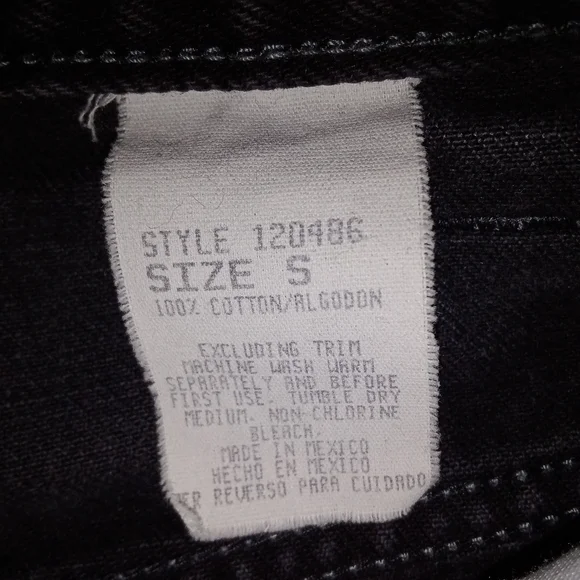 STYLE 120486
SIZE S
100% COTTON/ALGODON
EXCLUDING TRIM
MACHINE WASH WARM
SEPARATELY AND BEFORE
FIRST USE. TUMBLE DRY
MEDIUM. NON-CHLORINE
BLEACH.
MADE IN MEXICO
HECHO EN MEXICO
REVERSO PARA CUIDADO